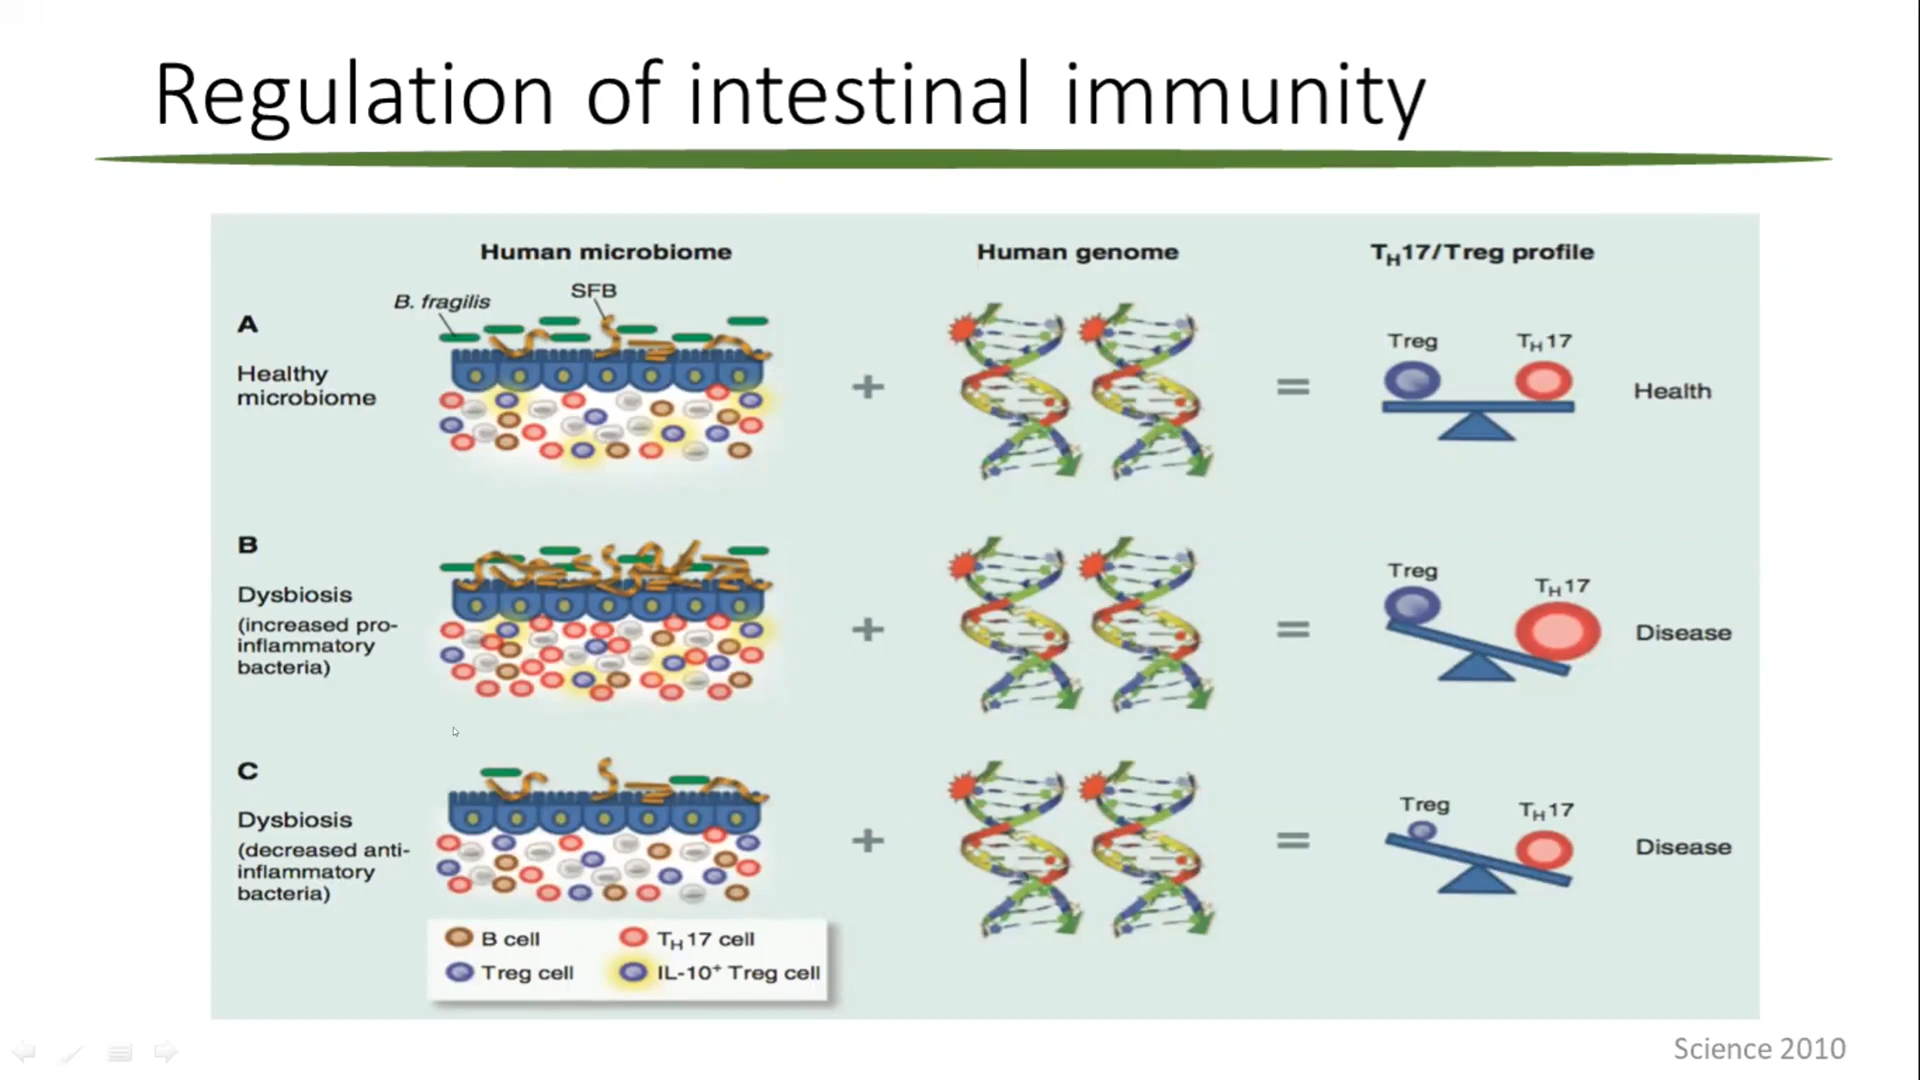 Regulation of intestinal immunity
Human microbiome
Human genome
TH17/Treg profile
B. fragilis
SFB
A
Healthy
microbiome
+
=
Treg
TH17
Health
B
Dysbiosis
(increased pro-
inflammatory
bacteria)
+
=
Treg
TH17
Disease
C
Dysbiosis
(decreased anti-
inflammatory
bacteria)
+
=
Treg
TH17
Disease
B cell
TH17 cell
Treg cell
IL-10+ Treg cell
Science 2010